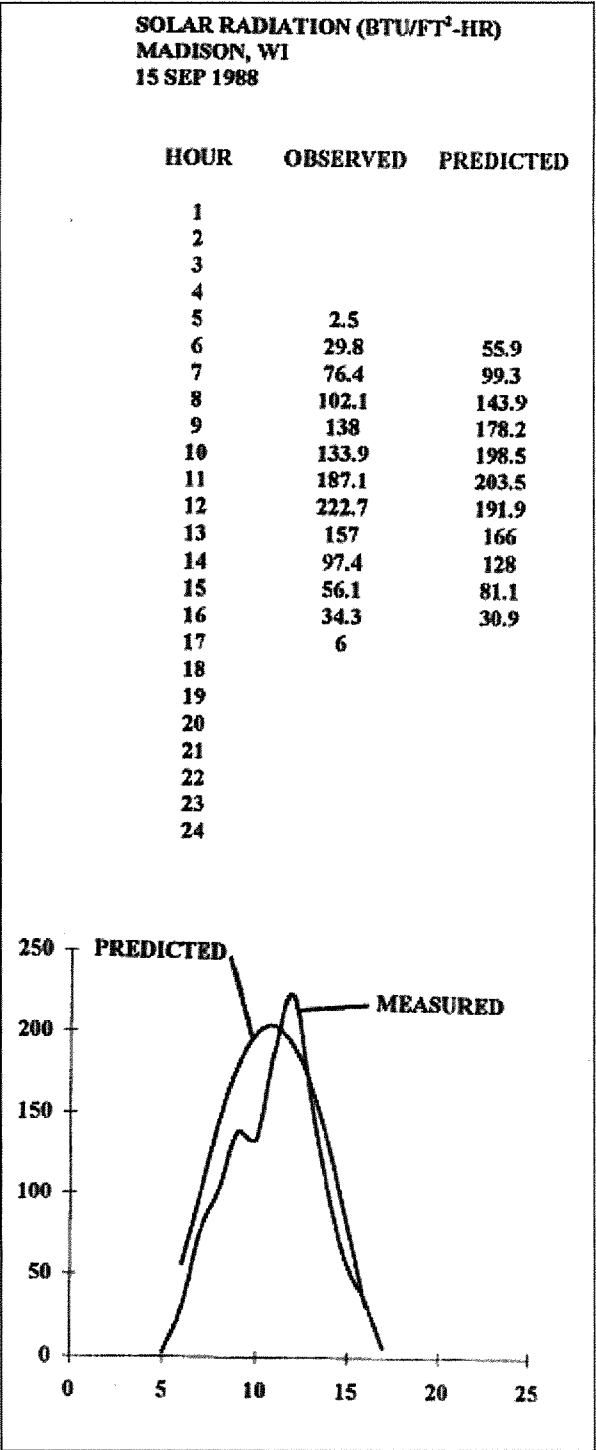 SOLAR RADIATION (BTU/FT²-HR)
MADISON, WI
15 SEP 1988
HOUR OBSERVED PREDICTED
1
2
3
4
5 2.5
6 29.8 55.9
7 76.4 99.3
8 102.1 143.9
9 138 178.2
10 133.9 198.5
11 187.1 203.5
12 222.7 191.9
13 157 166
14 97.4 128
15 56.1 81.1
16 34.3 30.9
17 6
18
19
20
21
22
23
24
250 PREDICTED
MEASURED
200
150
100
50
0
0 5 10 15 20 25